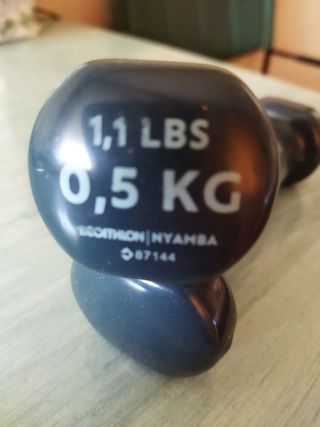 1,1 LBS
0,5 KG
DECATHLON | NYAMBA
87144